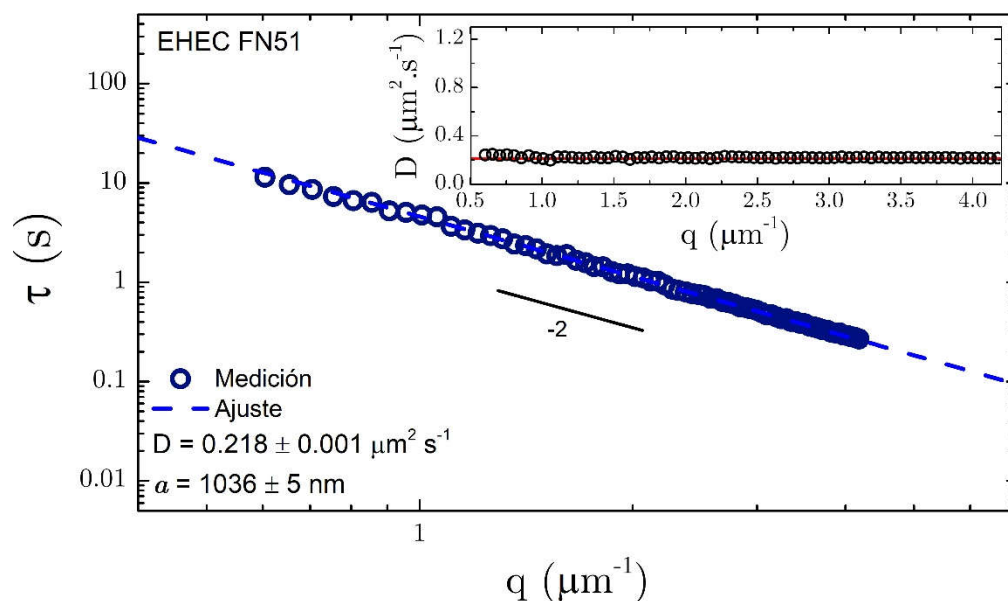 EHEC FN51
τ (s)
100
10
1
0.1
0.01
D (μm².s⁻¹)
1.2
0.8
0.4
0.0
0.5 1.0 1.5 2.0 2.5 3.0 3.5 4.0
q (μm⁻¹)
-2
Medición
Ajuste
D = 0.218 ± 0.001 μm² s⁻¹
a = 1036 ± 5 nm
1
q (μm⁻¹)